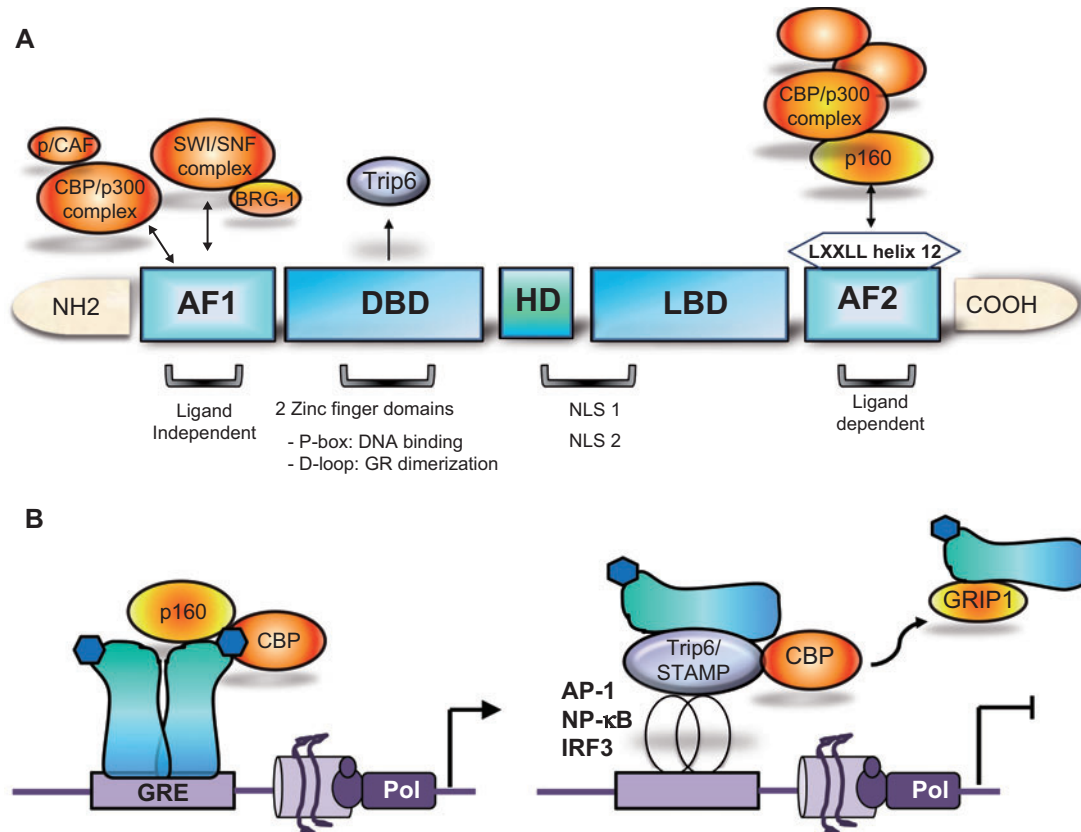 A
p/CAF
CBP/p300
complex
SWI/SNF
complex
BRG-1
Trip6
CBP/p300
complex
p160
LXXLL helix 12
NH2
AF1
DBD
HD
LBD
AF2
COOH
Ligand
Independent
2 Zinc finger domains
- P-box: DNA binding
- D-loop: GR dimerization
NLS 1
NLS 2
Ligand
dependent
B
p160
CBP
GRE
Pol
Trip6/
STAMP
CBP
GRIP1
AP-1
NP-κB
IRF3
Pol